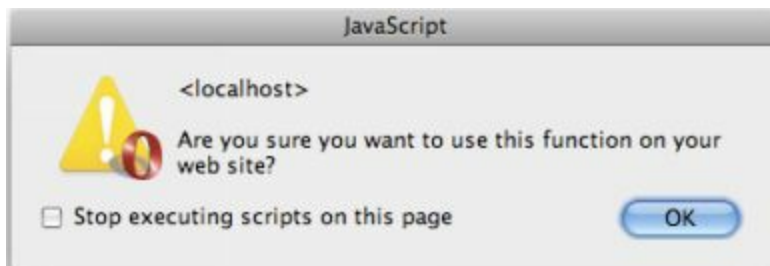 JavaScript
<localhost>
Are you sure you want to use this function on your
web site?
Stop executing scripts on this page
OK